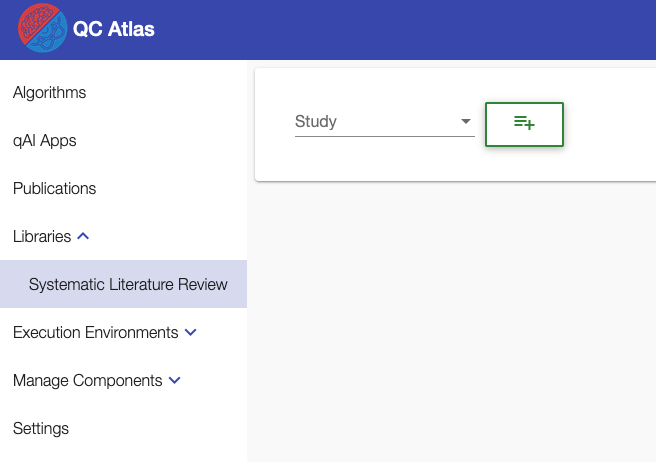 QC Atlas
Algorithms
qAI Apps
Publications
Libraries
Systematic Literature Review
Execution Environments
Manage Components
Settings
Study